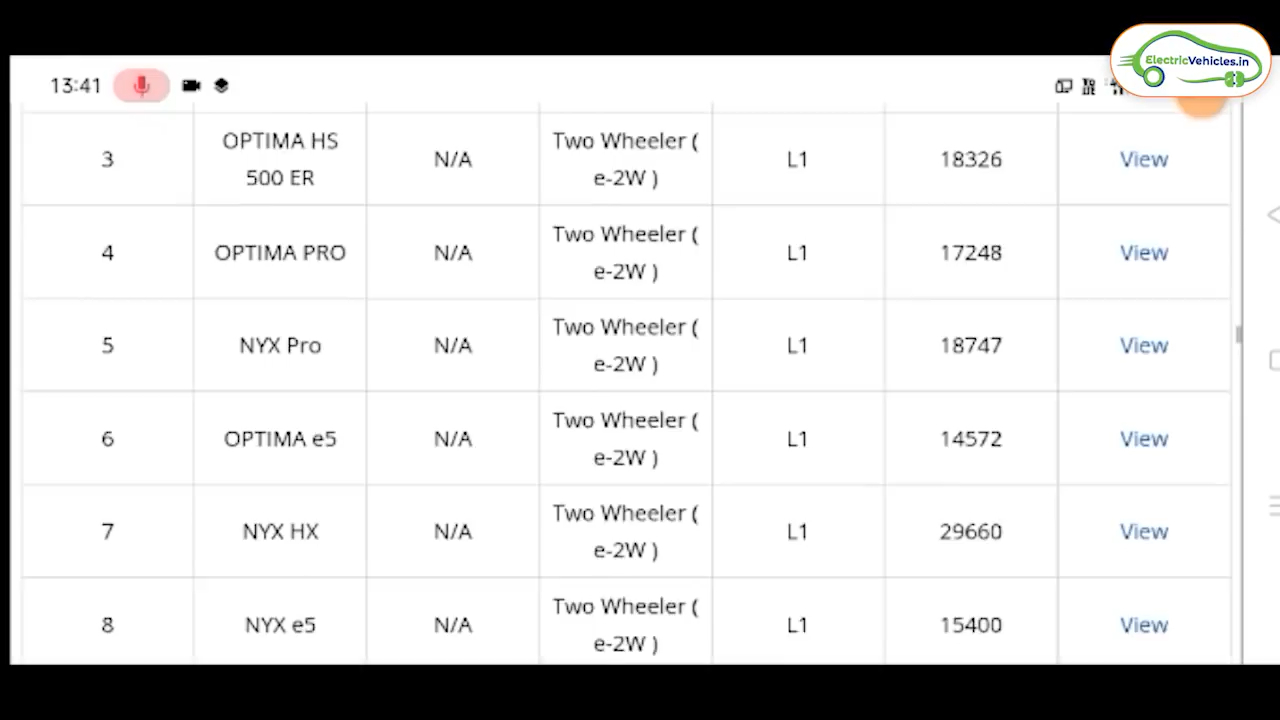 ElectricVehicles.in
13:41
3 OPTIMA HS 500 ER N/A Two Wheeler ( e-2W ) L1 18326 View
4 OPTIMA PRO N/A Two Wheeler ( e-2W ) L1 17248 View
5 NYX Pro N/A Two Wheeler ( e-2W ) L1 18747 View
6 OPTIMA e5 N/A Two Wheeler ( e-2W ) L1 14572 View
7 NYX HX N/A Two Wheeler ( e-2W ) L1 29660 View
8 NYX e5 N/A Two Wheeler ( e-2W ) L1 15400 View